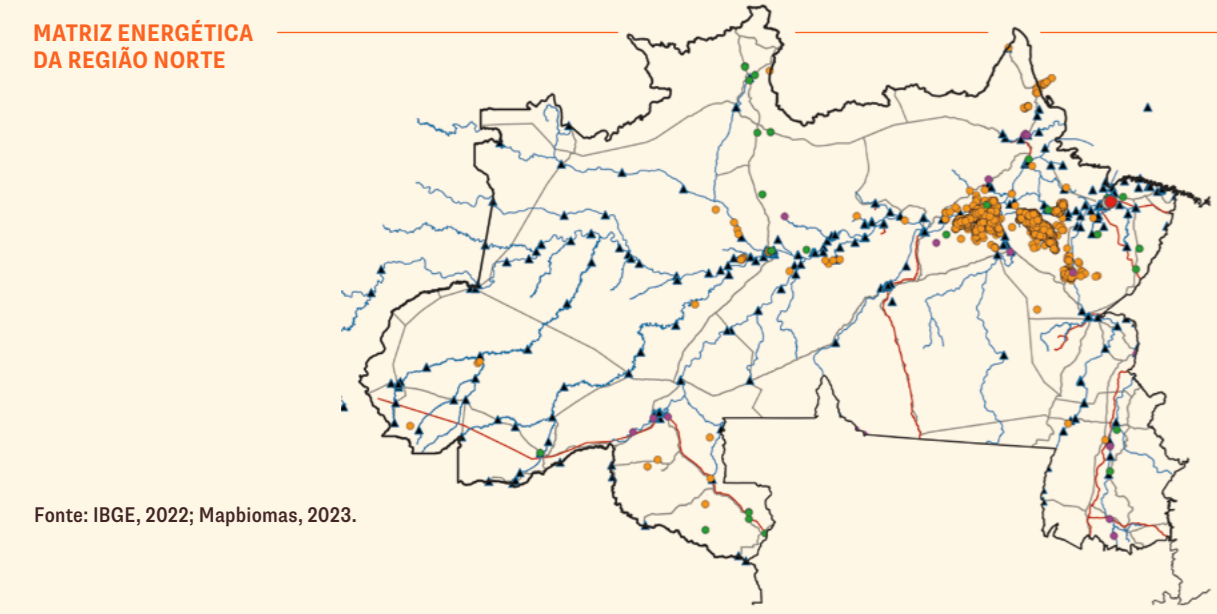 MATRIZ ENERGÉTICA
DA REGIÃO NORTE
Fonte: IBGE, 2022; Mapbiomas, 2023.